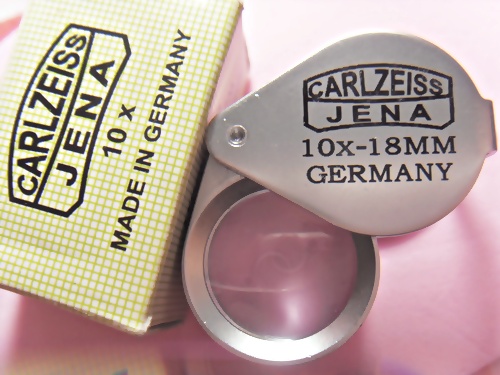 CARLZEISS
JENA
10 x
MADE IN GERMANY
CARLZEISS
JENA
10x-18MM
GERMANY